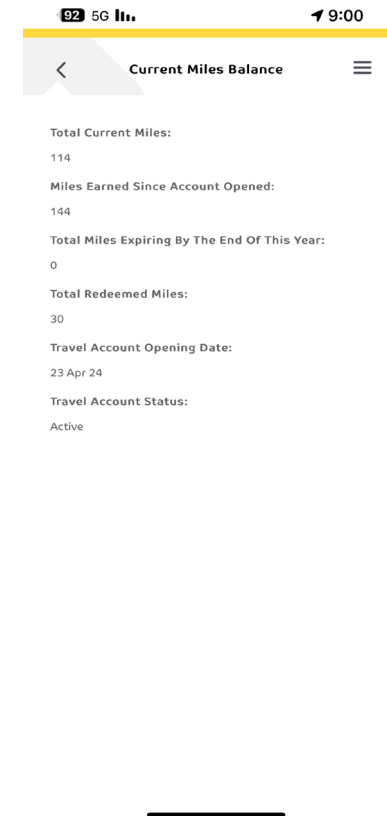 92 5G 9:00
Current Miles Balance
Total Current Miles:
114
Miles Earned Since Account Opened:
144
Total Miles Expiring By The End Of This Year:
0
Total Redeemed Miles:
30
Travel Account Opening Date:
23 Apr 24
Travel Account Status:
Active